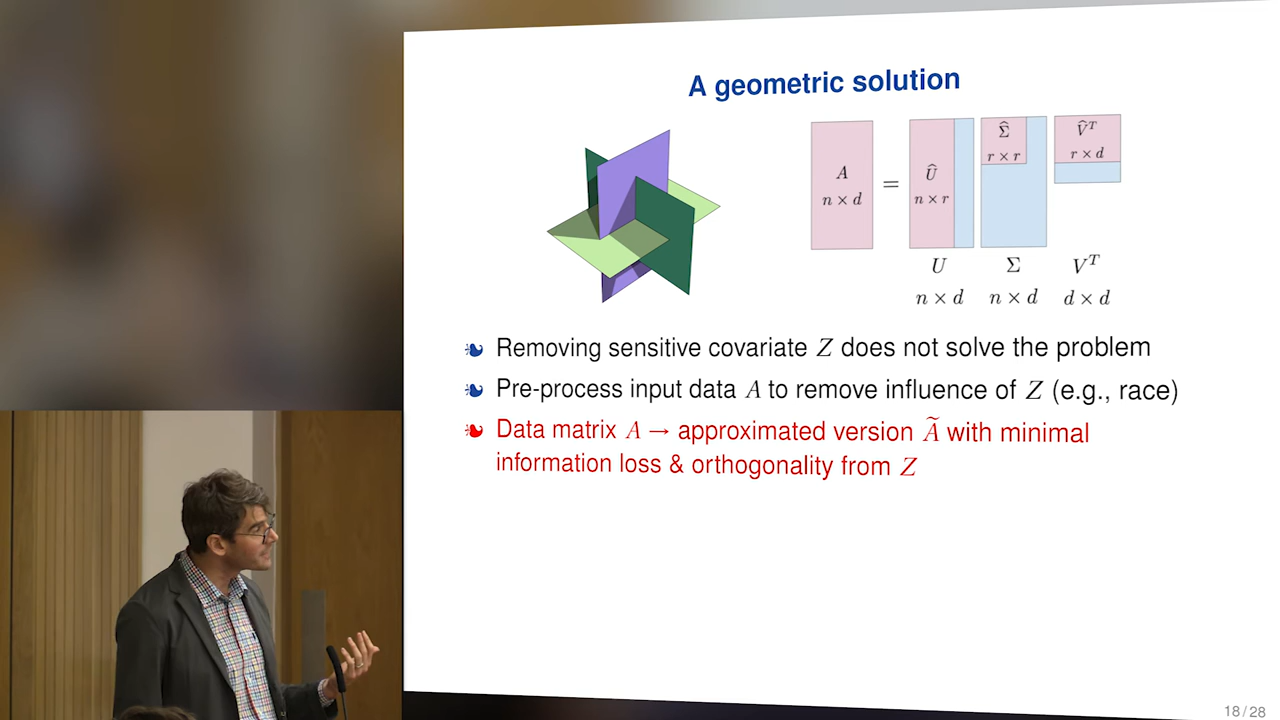 A geometric solution
A
n × d
=
Û
n × r
Σ̂
r × r
V̂ᵀ
r × d
U
n × d
Σ
n × d
Vᵀ
d × d
Removing sensitive covariate Z does not solve the problem
Pre-process input data A to remove influence of Z (e.g., race)
Data matrix A → approximated version Ã with minimal
information loss & orthogonality from Z
18/28